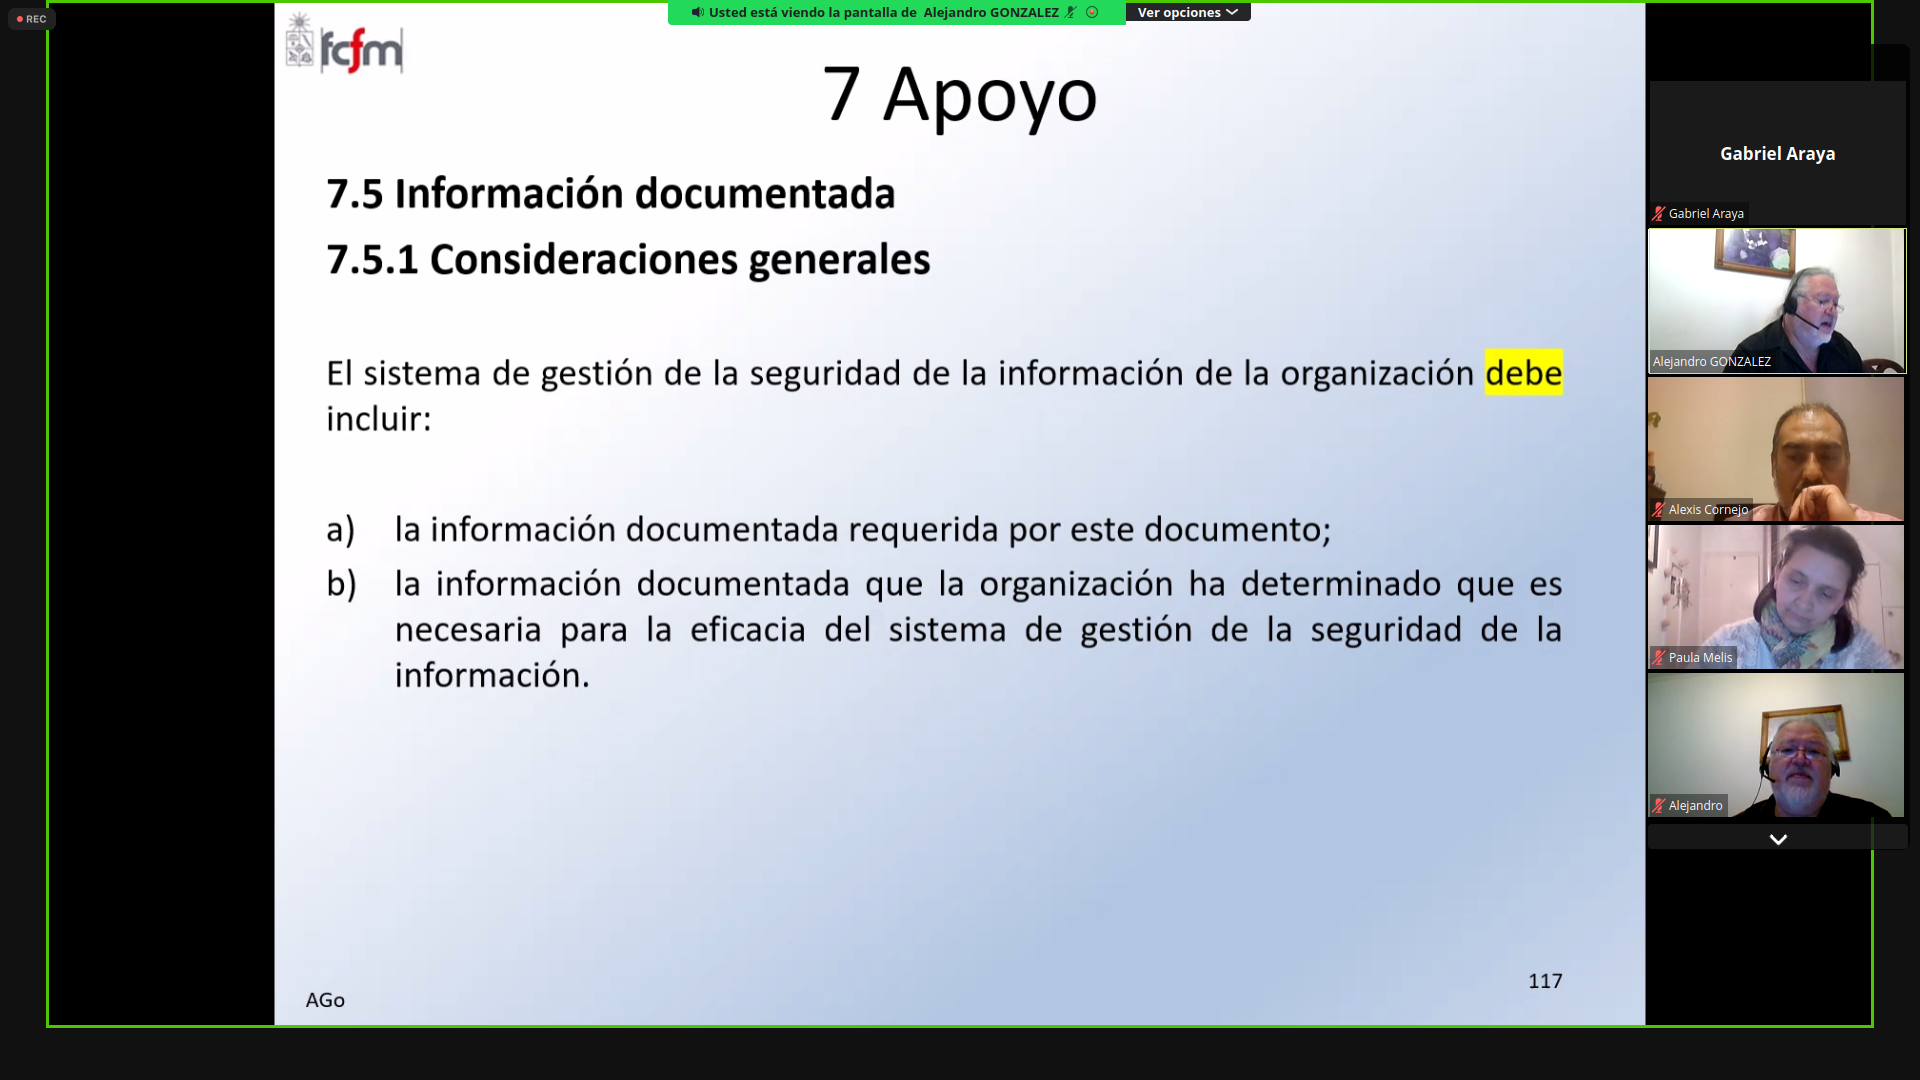 REC
Usted está viendo la pantalla de Alejandro GONZALEZ
Ver opciones
fcfm
7 Apoyo
7.5 Información documentada
7.5.1 Consideraciones generales
El sistema de gestión de la seguridad de la información de la organización debe
incluir:
a) la información documentada requerida por este documento;
b) la información documentada que la organización ha determinado que es
necesaria para la eficacia del sistema de gestión de la seguridad de la
información.
AGo
117
Gabriel Araya
Gabriel Araya
Alejandro GONZALEZ
Alexis Cornejo
Paula Melis
Alejandro